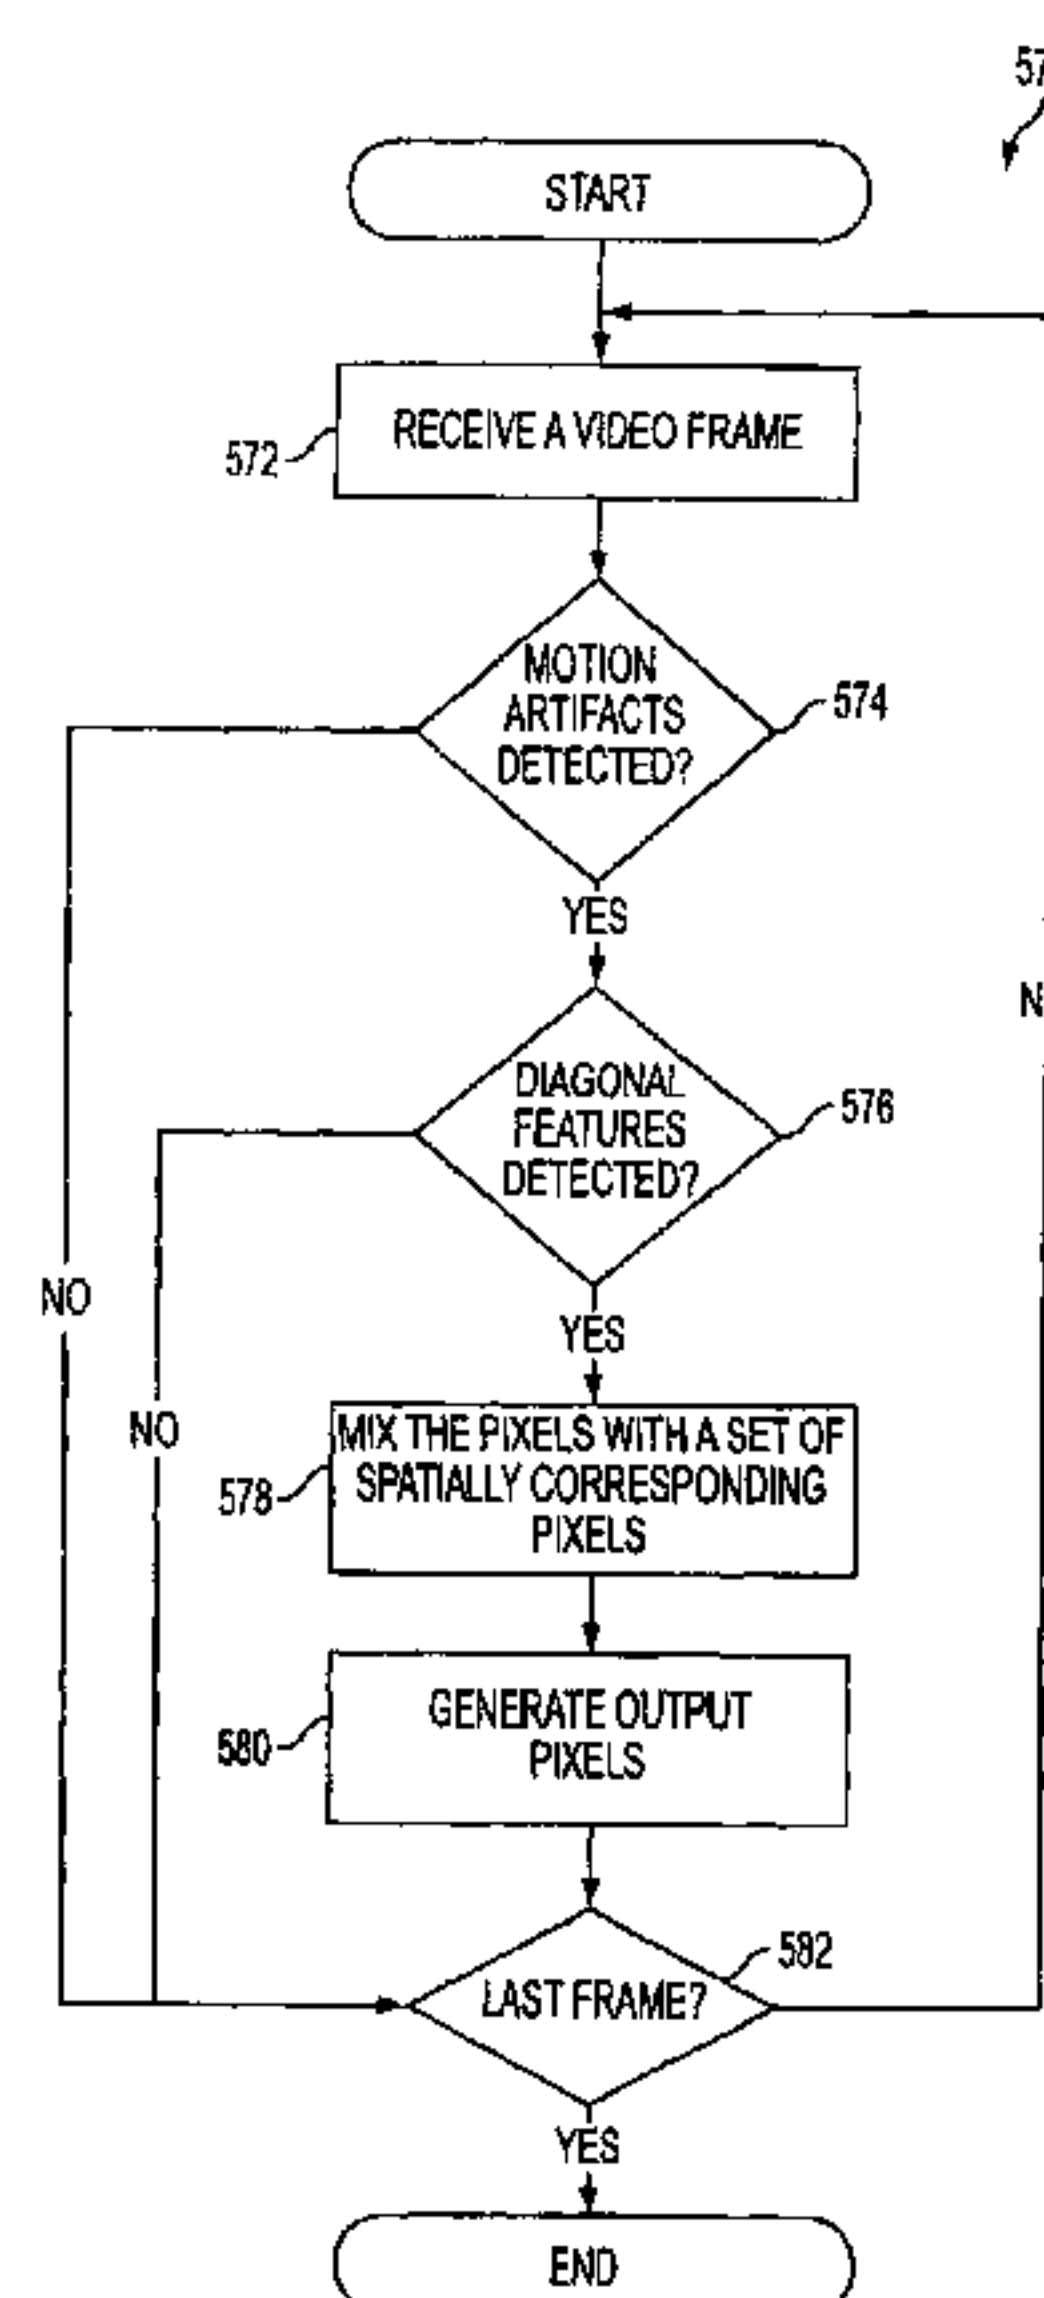 57
START
RECEIVE A VIDEO FRAME
572
MOTION
ARTIFACTS
DETECTED?
574
YES
DIAGONAL
FEATURES
DETECTED?
576
NO
YES
NO
MIX THE PIXELS WITH A SET OF
SPATIALLY CORRESPONDING
PIXELS
578
GENERATE OUTPUT
PIXELS
580
LAST FRAME?
582
YES
END